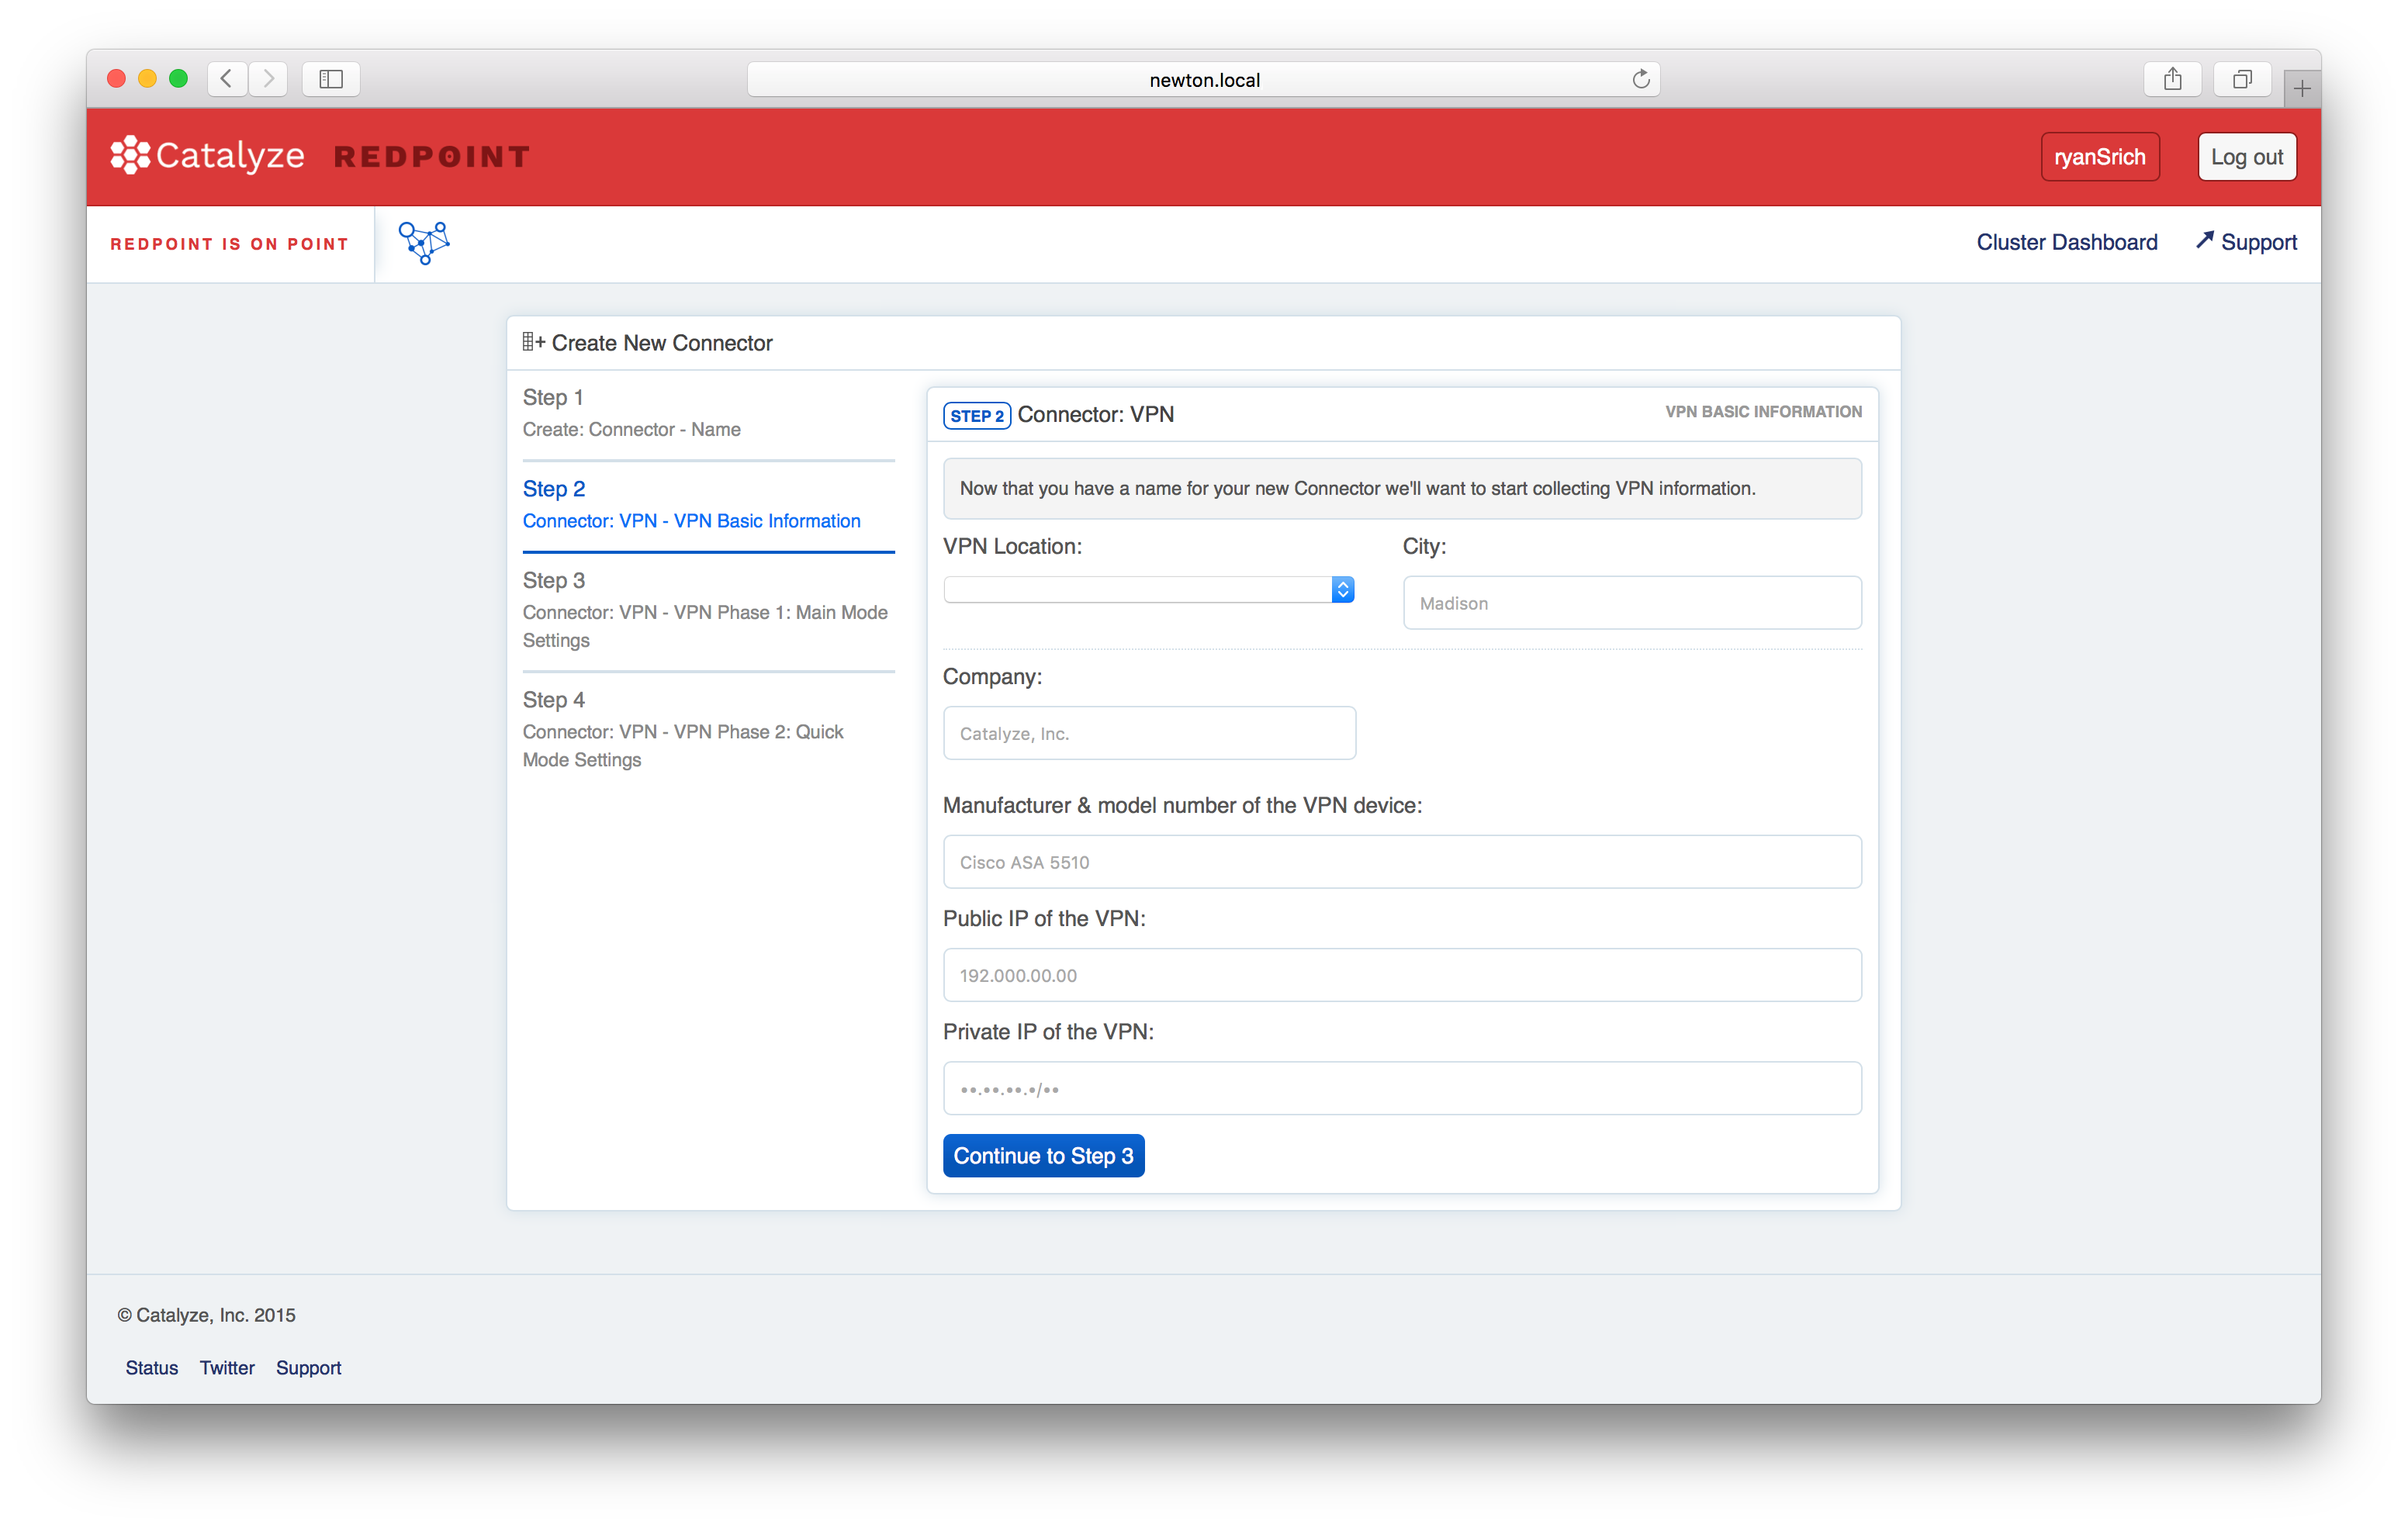 newton.local
Catalyze REDPOINT
ryanSrich
Log out
REDPOINT IS ON POINT
Cluster Dashboard
Support
Create New Connector
Step 1
Create: Connector - Name
Step 2
Connector: VPN - VPN Basic Information
Step 3
Connector: VPN - VPN Phase 1: Main Mode
Settings
Step 4
Connector: VPN - VPN Phase 2: Quick
Mode Settings
STEP 2 Connector: VPN
VPN BASIC INFORMATION
Now that you have a name for your new Connector we'll want to start collecting VPN information.
VPN Location:
City:
Madison
Company:
Catalyze, Inc.
Manufacturer & model number of the VPN device:
Cisco ASA 5510
Public IP of the VPN:
192.000.00.00
Private IP of the VPN:
••.••.••.•/••
Continue to Step 3
© Catalyze, Inc. 2015
Status Twitter Support